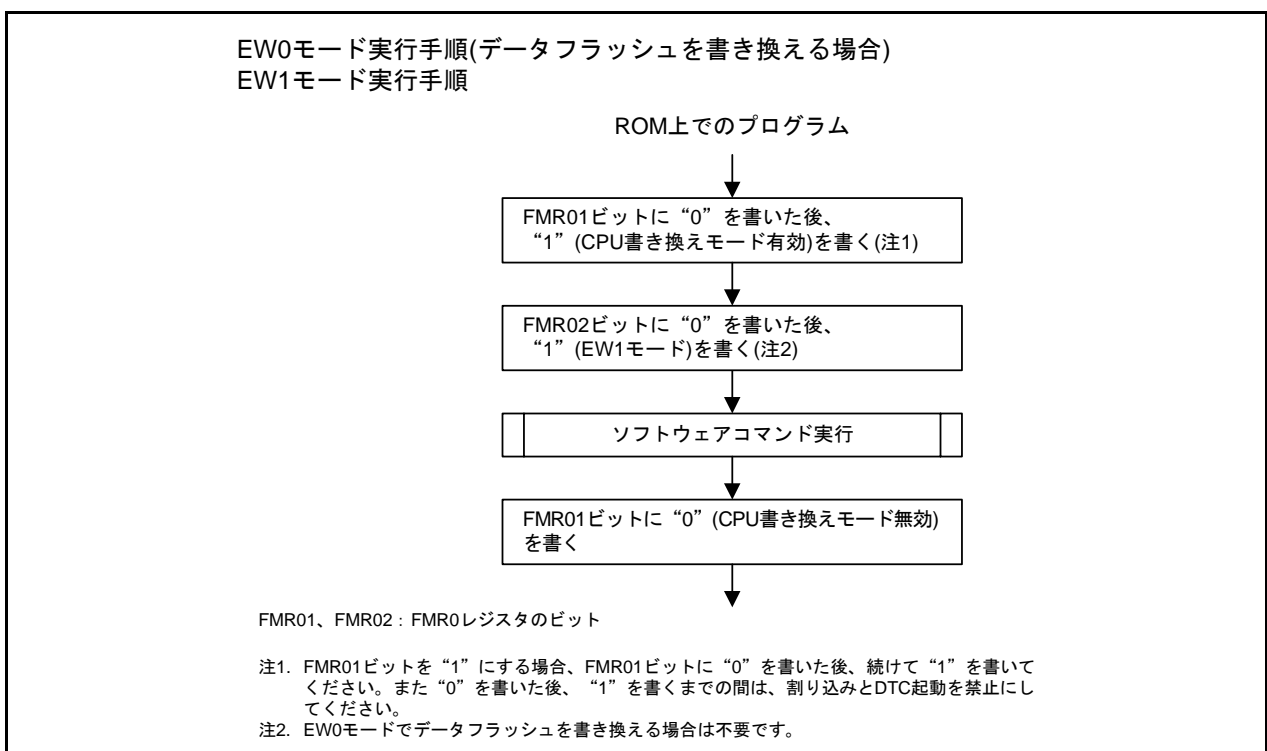 EW0モード実行手順(データフラッシュを書き換える場合)
EW1モード実行手順
ROM上でのプログラム
FMR01ビットに“0”を書いた後、
“1”(CPU書き換えモード有効)を書く(注1)
FMR02ビットに“0”を書いた後、
“1”(EW1モード)を書く(注2)
ソフトウェアコマンド実行
FMR01ビットに“0”(CPU書き換えモード無効)
を書く
FMR01、FMR02：FMR0レジスタのビット
注1. FMR01ビットを“1”にする場合、FMR01ビットに“0”を書いた後、続けて“1”を書いて
ください。また“0”を書いた後、“1”を書くまでの間は、割り込みとDTC起動を禁止にし
てください。
注2. EW0モードでデータフラッシュを書き換える場合は不要です。